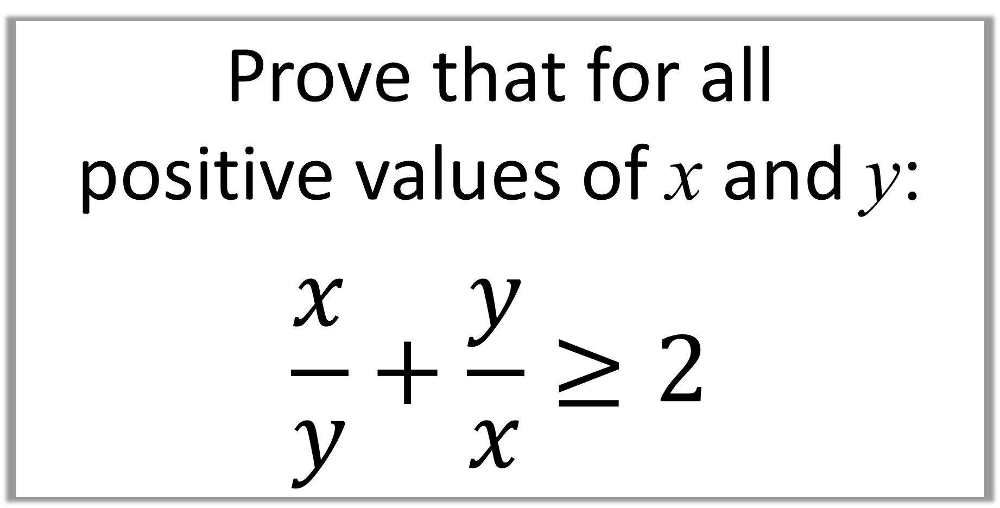 Prove that for all
positive values of x and y:
x/y + y/x ≥ 2